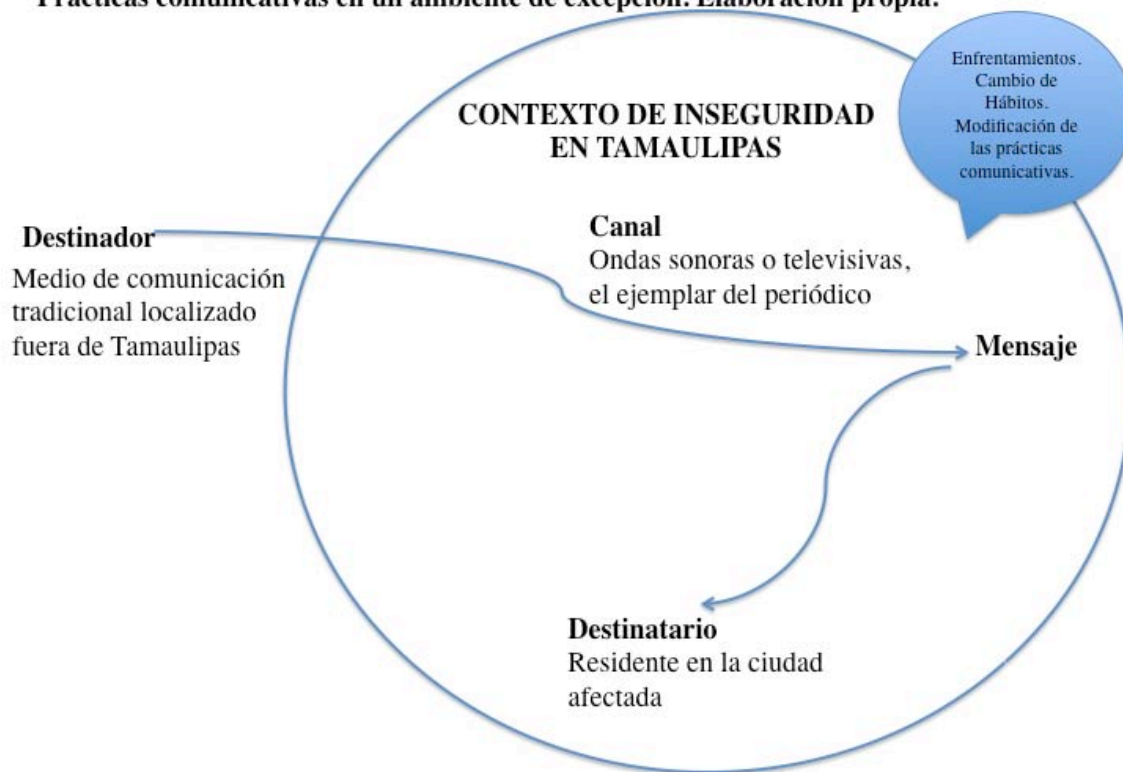 Prácticas comunicativas en un ambiente de excepción. Elaboración propia.
Enfrentamientos.
Cambio de
Hábitos.
Modificación de
las prácticas
comunicativas.
CONTEXTO DE INSEGURIDAD
EN TAMAULIPAS
Destinador
Medio de comunicación
tradicional localizado
fuera de Tamaulipas
Canal
Ondas sonoras o televisivas,
el ejemplar del periódico
Mensaje
Destinatario
Residente en la ciudad
afectada